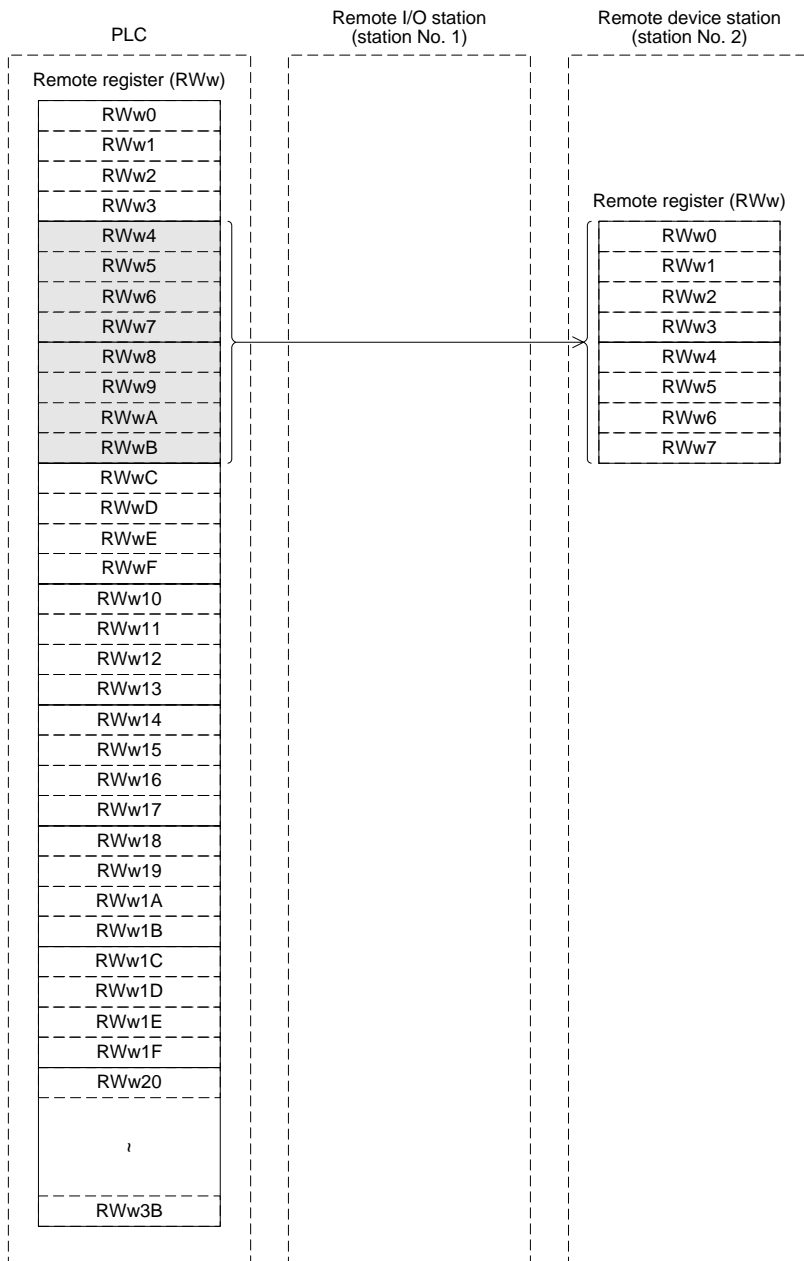 PLC
Remote I/O station
(station No. 1)
Remote device station
(station No. 2)
Remote register (RWw)
RWw0
RWw1
RWw2
RWw3
RWw4
RWw5
RWw6
RWw7
RWw8
RWw9
RWwA
RWwB
RWwC
RWwD
RWwE
RWwF
RWw10
RWw11
RWw12
RWw13
RWw14
RWw15
RWw16
RWw17
RWw18
RWw19
RWw1A
RWw1B
RWw1C
RWw1D
RWw1E
RWw1F
RWw20
~
RWw3B
Remote register (RWw)
RWw0
RWw1
RWw2
RWw3
RWw4
RWw5
RWw6
RWw7